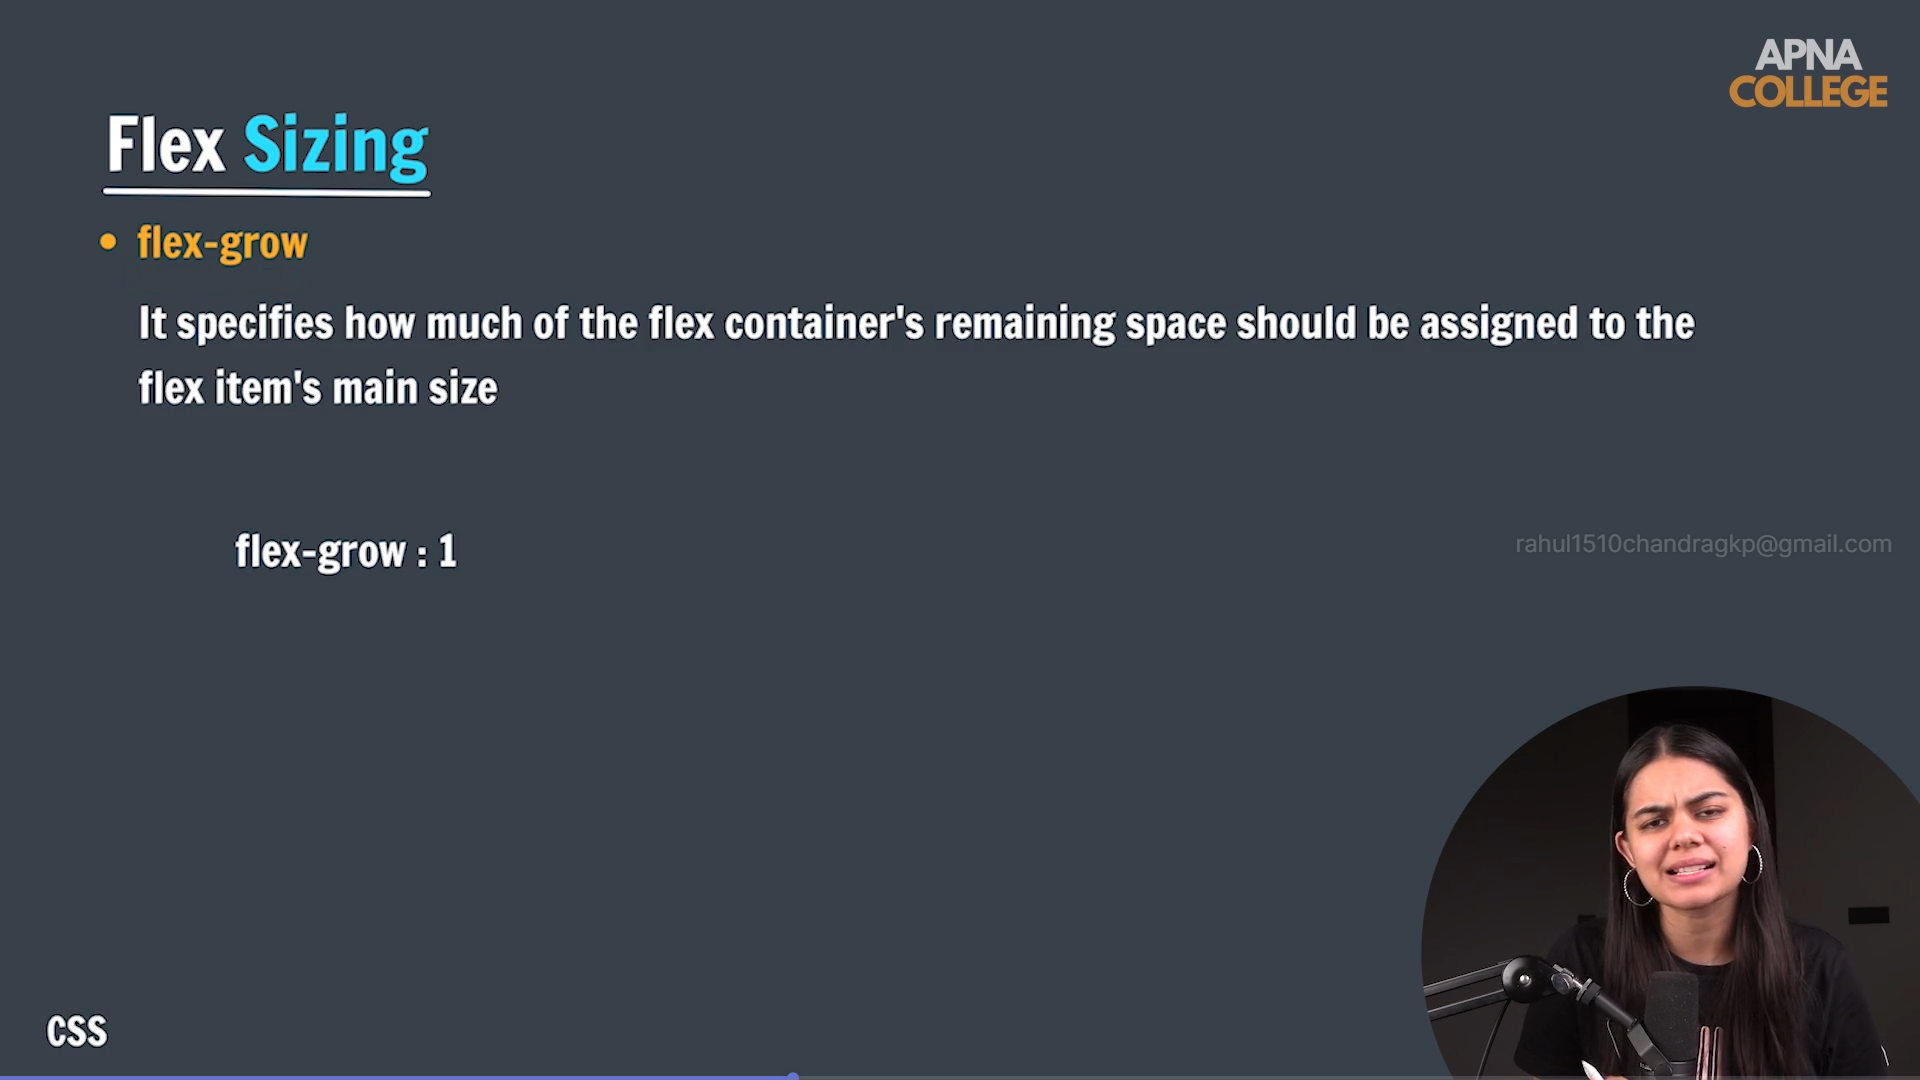 APNA
COLLEGE
Flex Sizing
• flex-grow
It specifies how much of the flex container's remaining space should be assigned to the
flex item's main size
flex-grow : 1
rahul1510chandragkp@gmail.com
CSS